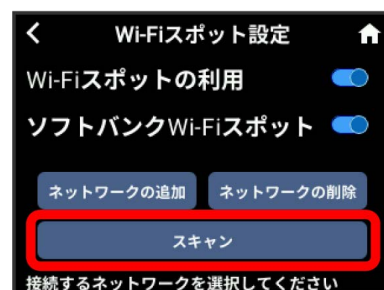 Wi-Fiスポット設定
Wi-Fiスポットの利用
ソフトバンクWi-Fiスポット
ネットワークの追加 ネットワークの削除
スキャン
接続するネットワークを選択してください